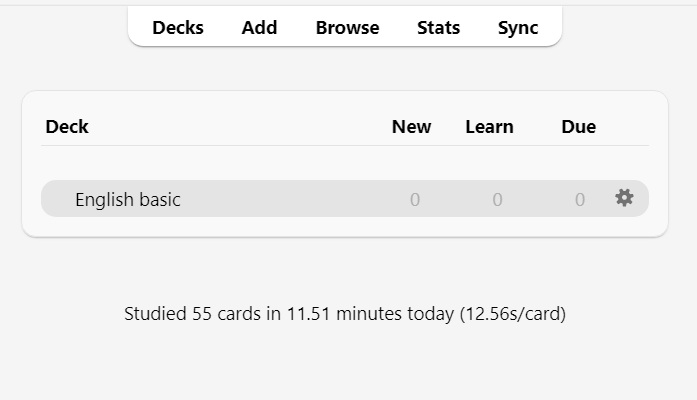 Decks Add Browse Stats Sync
Deck New Learn Due
English basic 0 0 0
Studied 55 cards in 11.51 minutes today (12.56s/card)